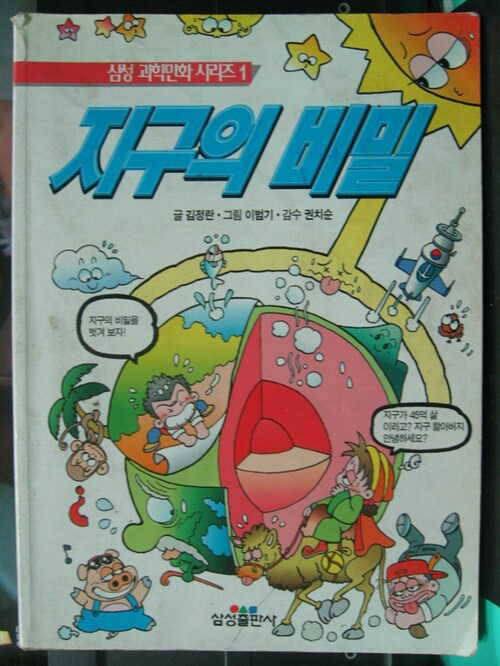 삼성 과학만화 시리즈 1
지구의 비밀
글 김정란 · 그림 이범기 · 감수 권치순
지구의 비밀을
벗겨 보자!
지구가 45억 살
이라고? 지구 할아버지
안녕하세요?
삼성출판사